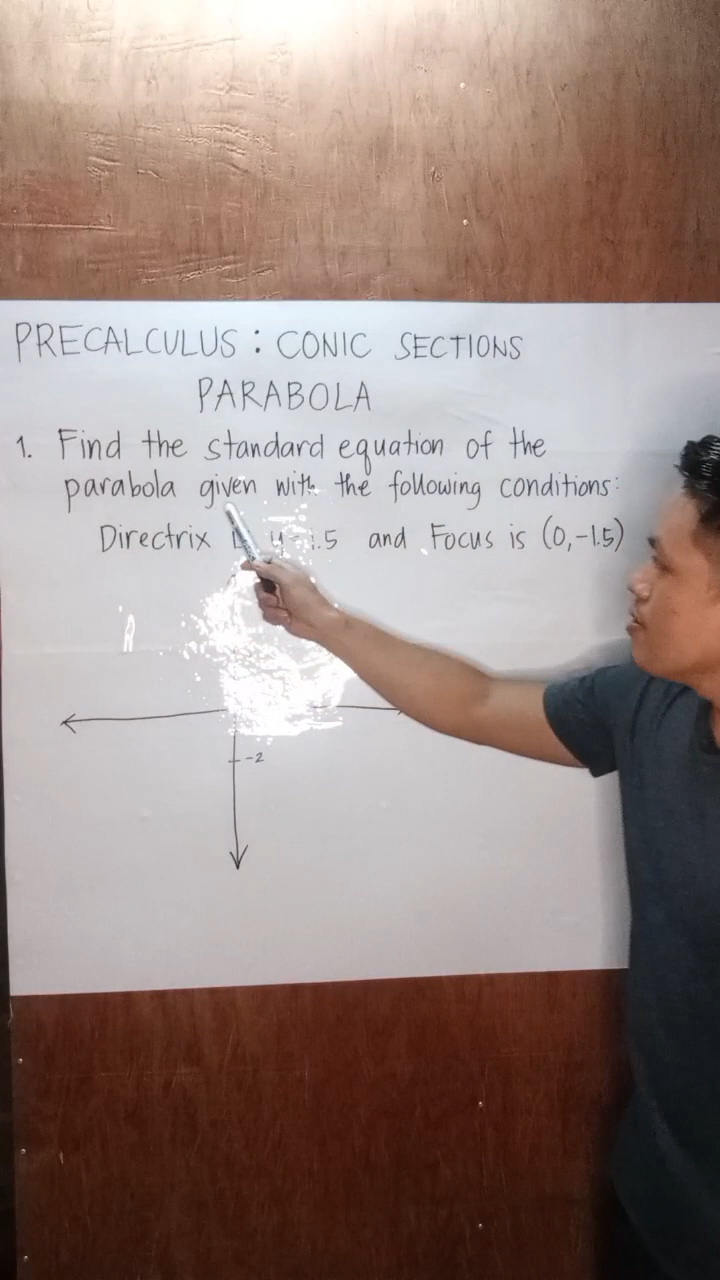 PRECALCULUS : CONIC SECTIONS
PARABOLA
1. Find the standard equation of the
parabola given with the following conditions:
Directrix and Focus is (0,-1.5)
-2